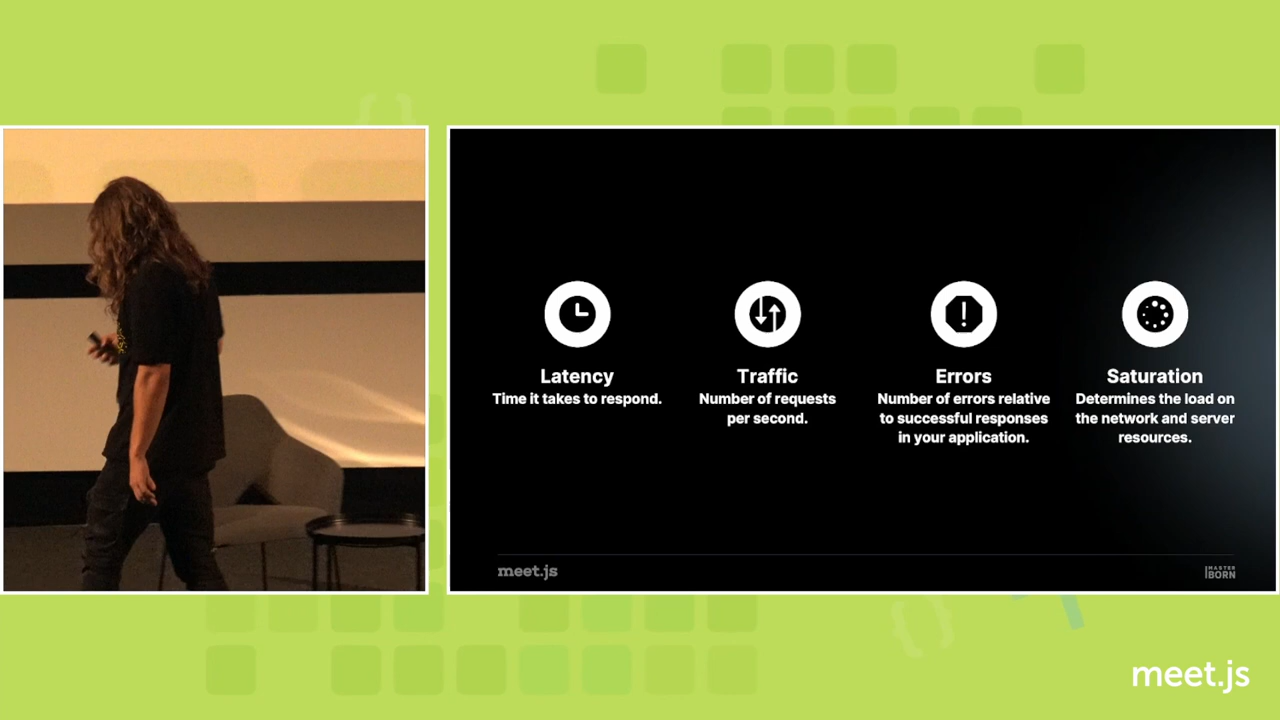 Latency
Time it takes to respond.
Traffic
Number of requests
per second.
Errors
Number of errors relative
to successful responses
in your application.
Saturation
Determines the load on
the network and server
resources.
meet.js
MASTER
BORN
meet.js